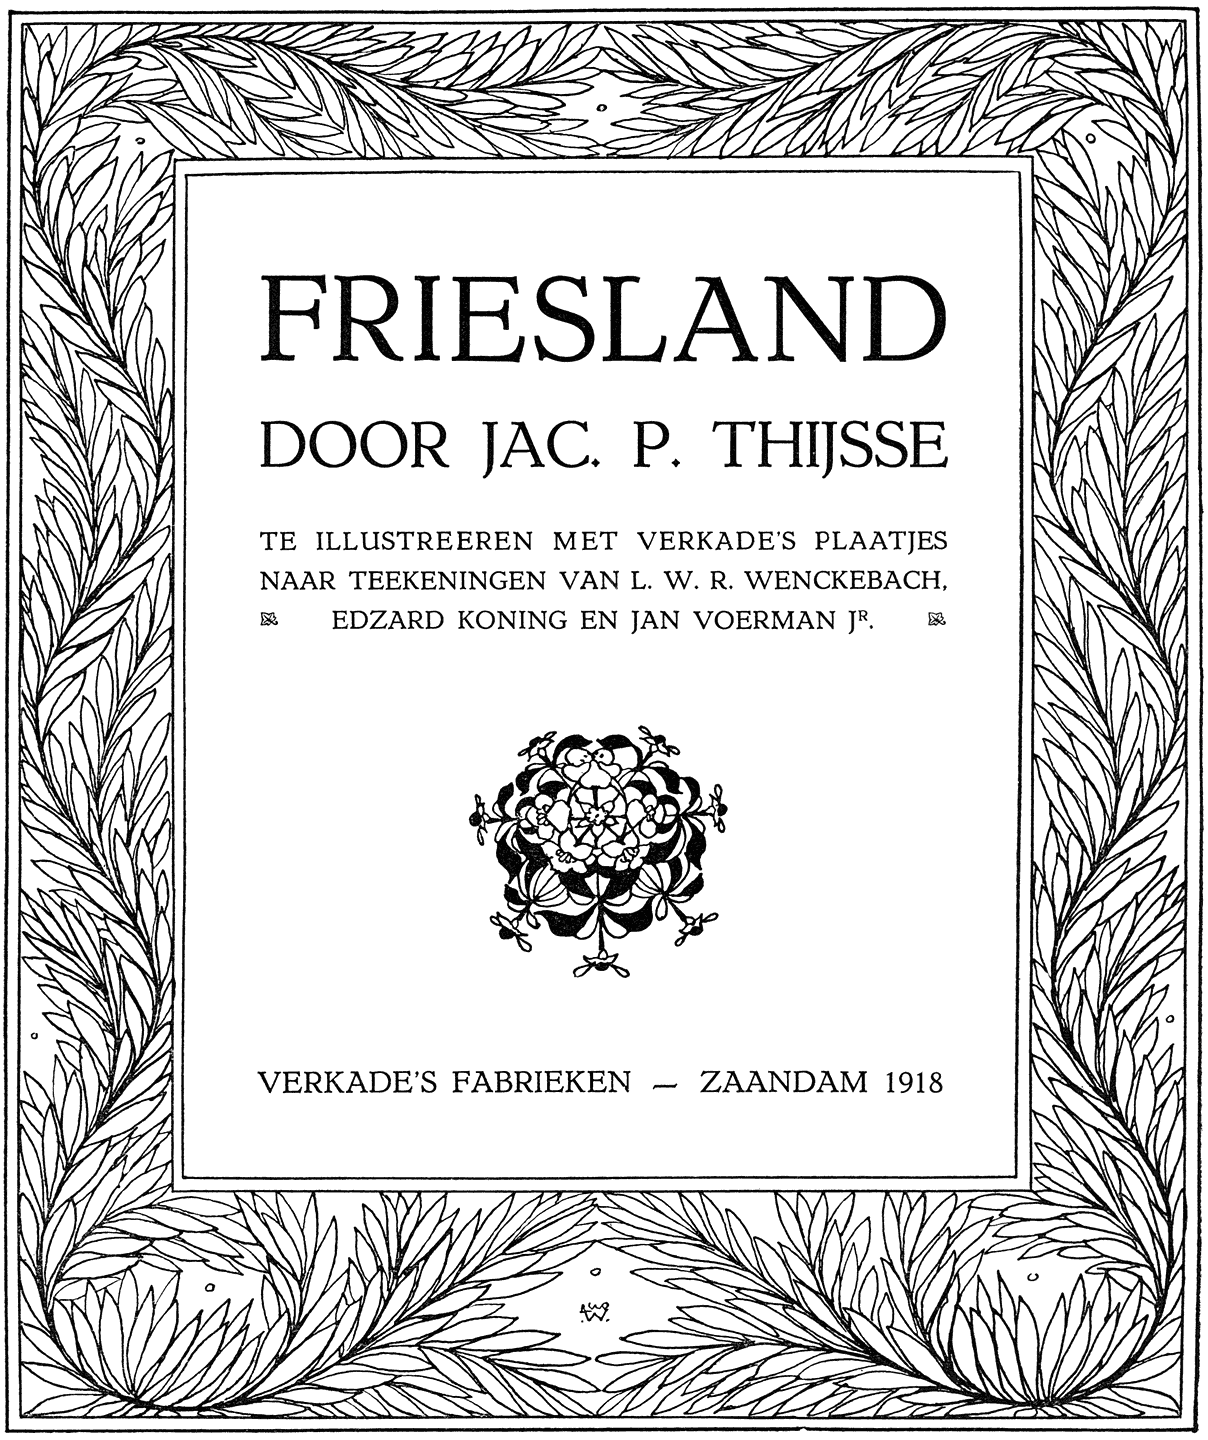 FRIESLAND
DOOR JAC. P. THIJSSE
TE ILLUSTREEREN MET VERKADE'S PLAATJES
NAAR TEEKENINGEN VAN L. W. R. WENCKEBACH,
EDZARD KONING EN JAN VOERMAN Jᴿ.
VERKADE'S FABRIEKEN — ZAANDAM 1918